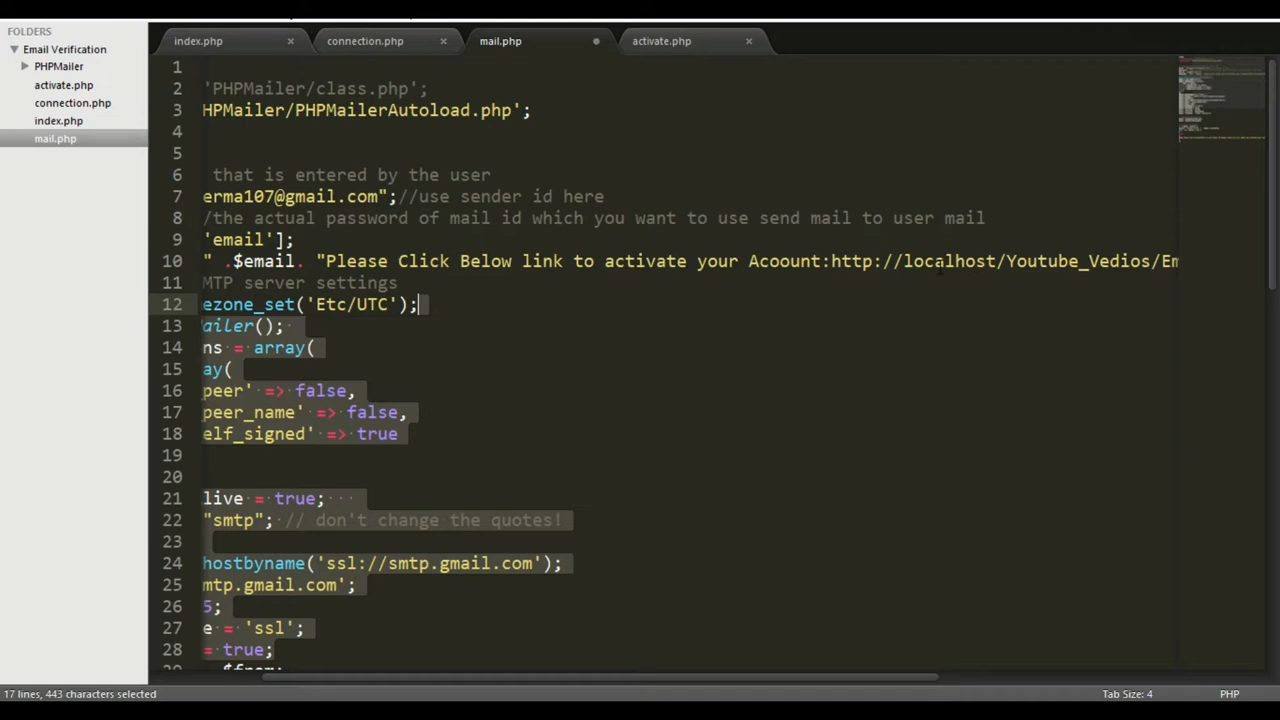 FOLDERS
Email Verification
PHPMailer
activate.php
connection.php
index.php
mail.php
index.php × connection.php × mail.php activate.php ×
1
2 'PHPMailer/class.php';
3 HPMailer/PHPMailerAutoload.php';
4
5
6 that is entered by the user
7 erma107@gmail.com";//use sender id here
8 /the actual password of mail id which you want to use send mail to user mail
9 'email'];
10 " .$email. "Please Click Below link to activate your Acoount:http://localhost/Youtube_Vedios/Em
11 MTP server settings
12 ezone_set('Etc/UTC');
13 ailer();
14 ns = array(
15 ay(
16 peer' => false,
17 peer_name' => false,
18 elf_signed' => true
19
20
21 live = true;
22 "smtp"; // don't change the quotes!
23
24 hostbyname('ssl://smtp.gmail.com');
25 mtp.gmail.com';
26 5;
27 e = 'ssl';
28 = true;
17 lines, 443 characters selected Tab Size: 4 PHP